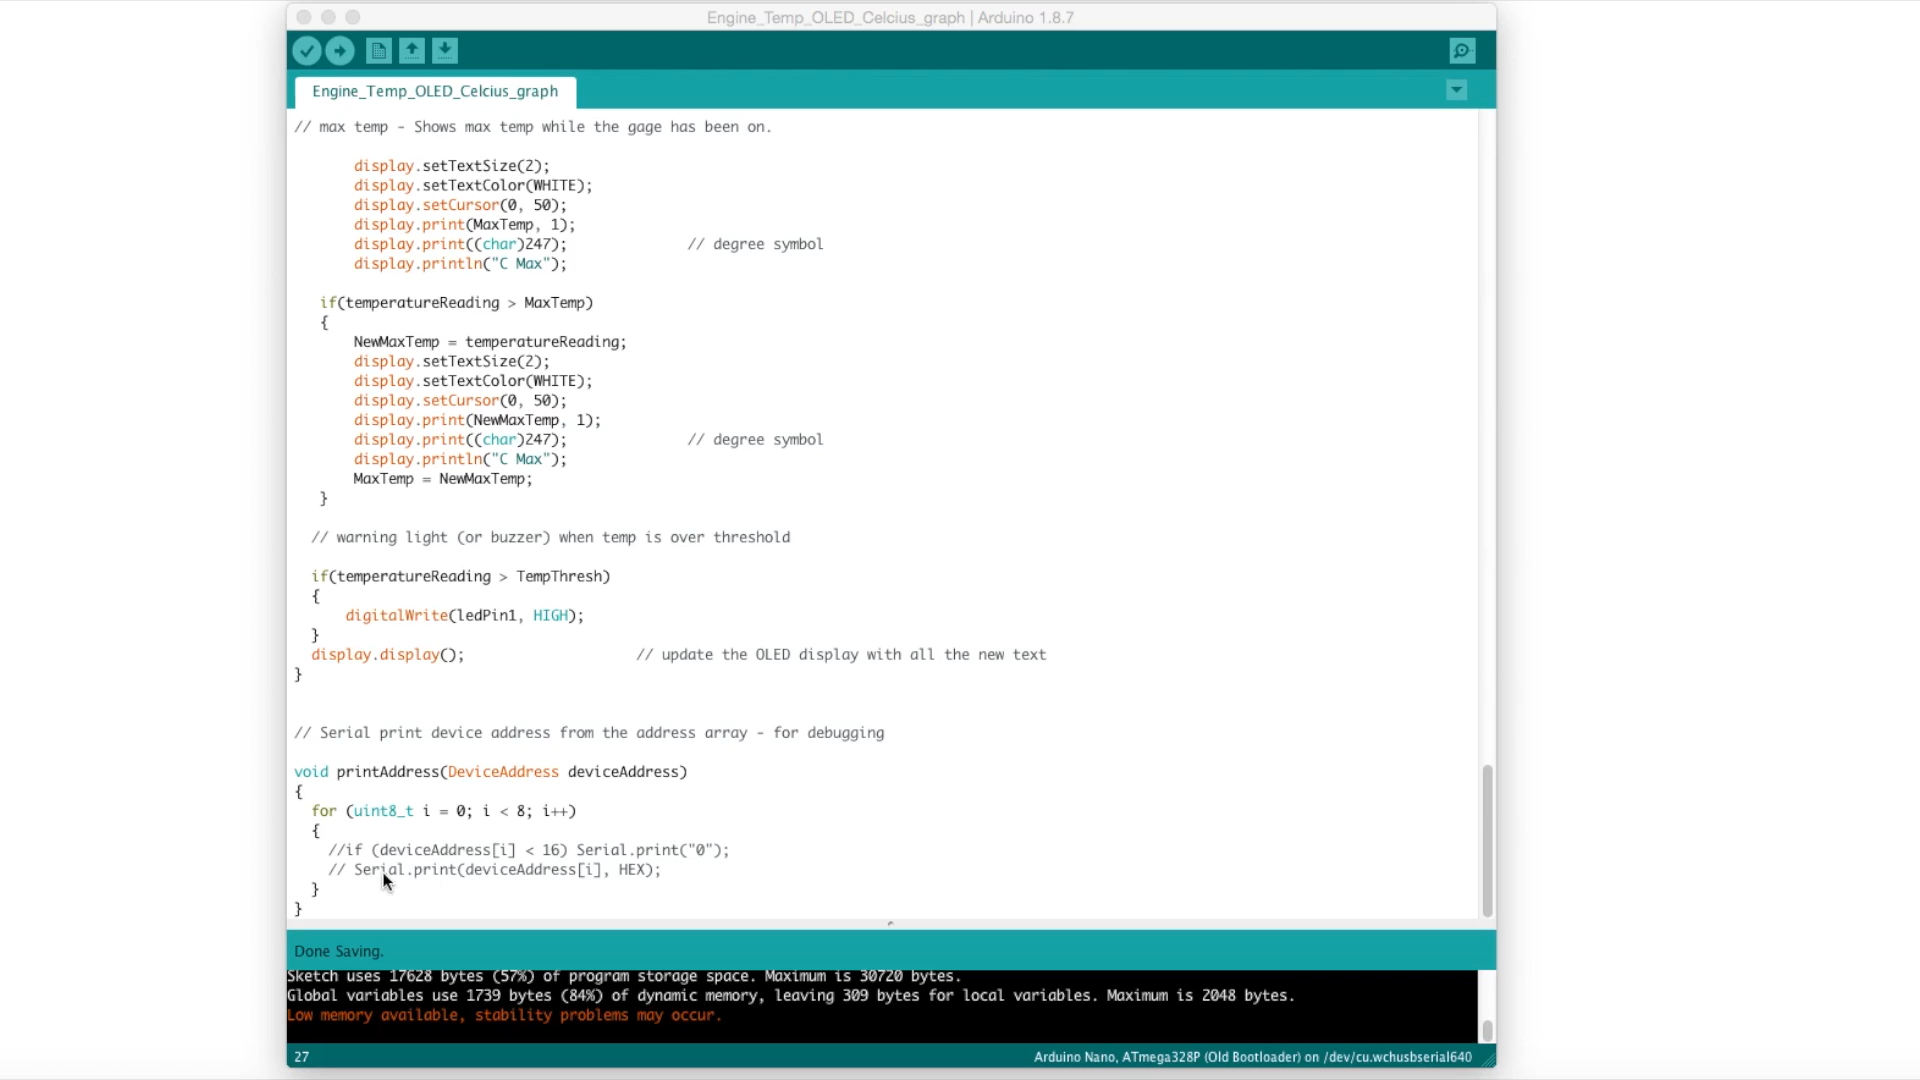 Engine_Temp_OLED_Celcius_graph | Arduino 1.8.7
Engine_Temp_OLED_Celcius_graph
// max temp - Shows max temp while the gage has been on.
display.setTextSize(2);
display.setTextColor(WHITE);
display.setCursor(0, 50);
display.print(MaxTemp, 1);
display.print((char)247); // degree symbol
display.println("C Max");
if(temperatureReading > MaxTemp)
{
NewMaxTemp = temperatureReading;
display.setTextSize(2);
display.setTextColor(WHITE);
display.setCursor(0, 50);
display.print(NewMaxTemp, 1);
display.print((char)247); // degree symbol
display.println("C Max");
MaxTemp = NewMaxTemp;
}
// warning light (or buzzer) when temp is over threshold
if(temperatureReading > TempThresh)
{
digitalWrite(ledPin1, HIGH);
}
display.display(); // update the OLED display with all the new text
}
// Serial print device address from the address array - for debugging
void printAddress(DeviceAddress deviceAddress)
{
for (uint8_t i = 0; i < 8; i++)
{
//if (deviceAddress[i] < 16) Serial.print("0");
// Serial.print(deviceAddress[i], HEX);
}
}
Done Saving.
Sketch uses 17628 bytes (57%) of program storage space. Maximum is 30720 bytes.
Global variables use 1739 bytes (84%) of dynamic memory, leaving 309 bytes for local variables. Maximum is 2048 bytes.
Low memory available, stability problems may occur.
27 Arduino Nano, ATmega328P (Old Bootloader) on /dev/cu.wchusbserial640